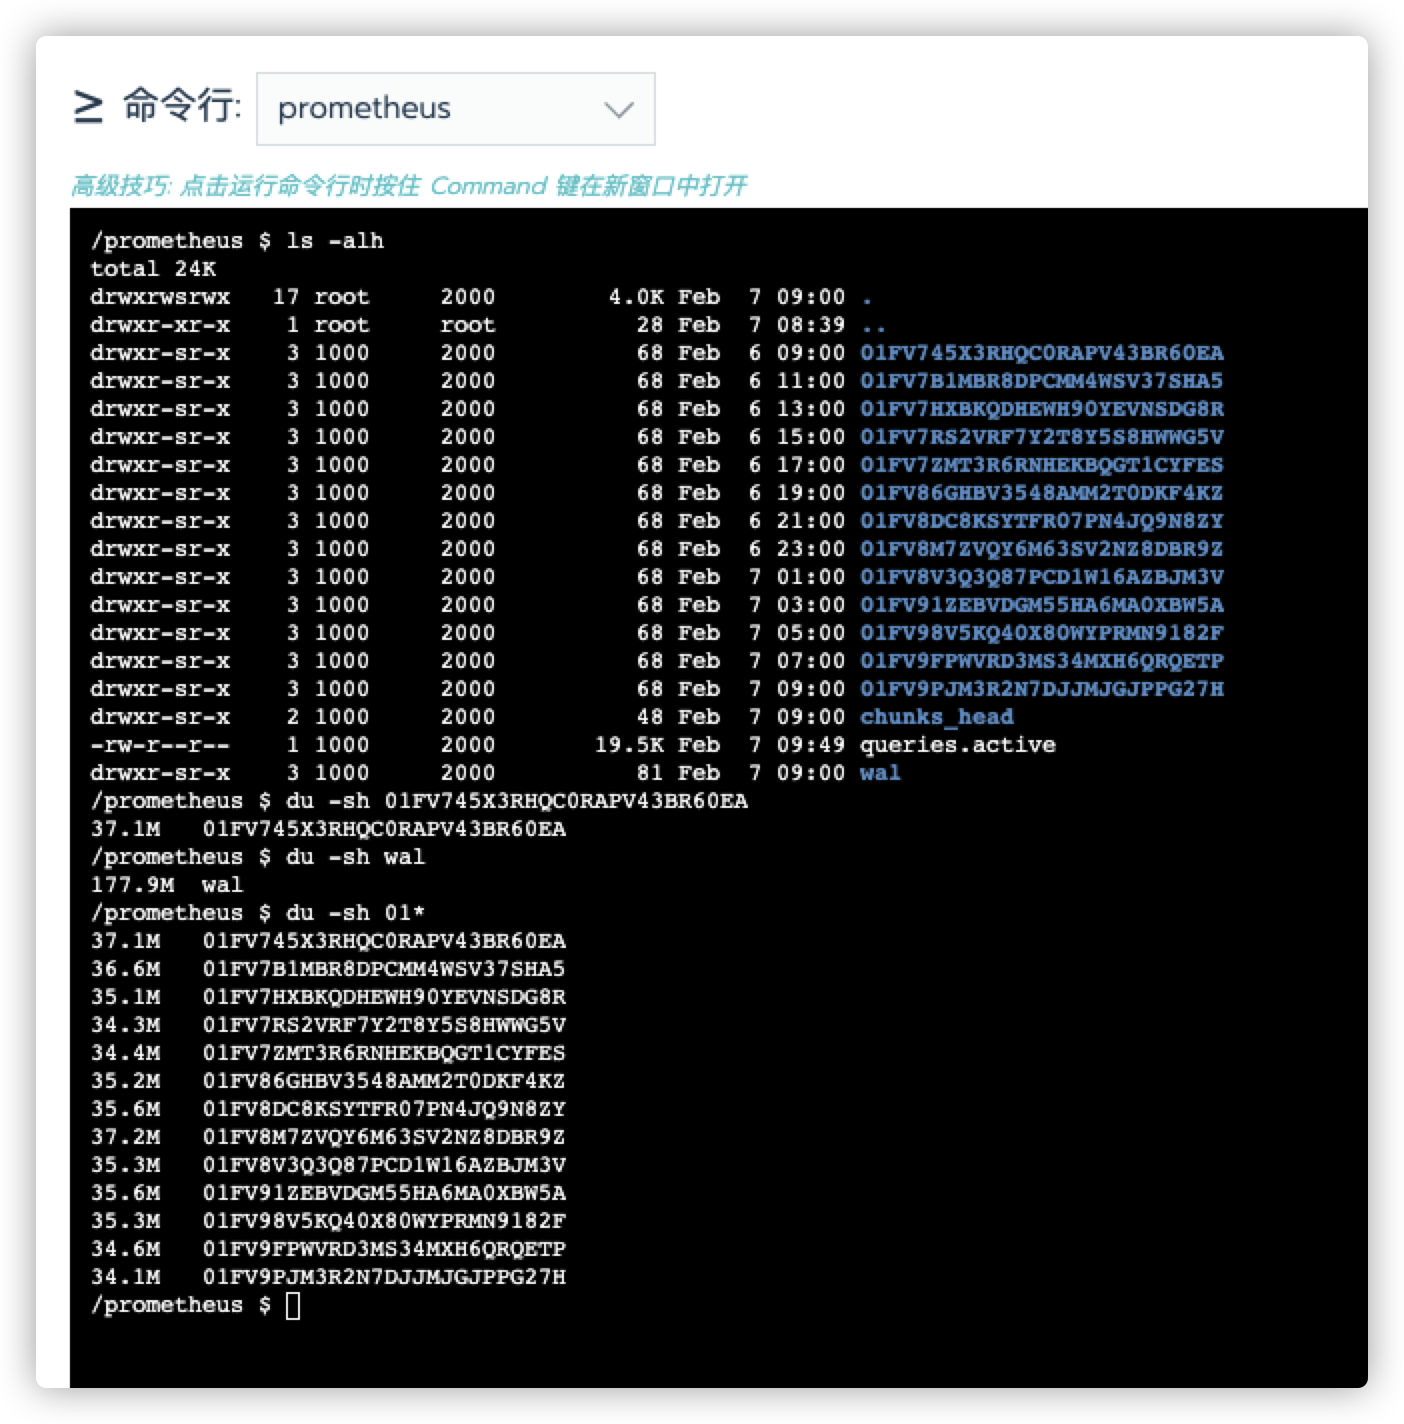 ≥ 命令行: prometheus
高级技巧: 点击运行命令行时按住 Command 键在新窗口中打开
/prometheus $ ls -alh
total 24K
drwxrwsrwx   17 root     2000        4.0K Feb  7 09:00 .
drwxr-xr-x    1 root     root          28 Feb  7 08:39 ..
drwxr-sr-x    3 1000     2000          68 Feb  6 09:00 01FV745X3RHQC0RAPV43BR60EA
drwxr-sr-x    3 1000     2000          68 Feb  6 11:00 01FV7B1MBR8DPCMM4WSV37SHA5
drwxr-sr-x    3 1000     2000          68 Feb  6 13:00 01FV7HXBKQDHEWH90YEVNSDG8R
drwxr-sr-x    3 1000     2000          68 Feb  6 15:00 01FV7RS2VRF7Y2T8Y5S8HWWG5V
drwxr-sr-x    3 1000     2000          68 Feb  6 17:00 01FV7ZMT3R6RNHEKBQGT1CYFES
drwxr-sr-x    3 1000     2000          68 Feb  6 19:00 01FV86GHBV3548AMM2T0DKF4KZ
drwxr-sr-x    3 1000     2000          68 Feb  6 21:00 01FV8DC8KSYTFR07PN4JQ9N8ZY
drwxr-sr-x    3 1000     2000          68 Feb  6 23:00 01FV8M7ZVQY6M63SV2NZ8DBR9Z
drwxr-sr-x    3 1000     2000          68 Feb  7 01:00 01FV8V3Q3Q87PCD1W16AZBJM3V
drwxr-sr-x    3 1000     2000          68 Feb  7 03:00 01FV91ZEBVDGM55HA6MA0XBW5A
drwxr-sr-x    3 1000     2000          68 Feb  7 05:00 01FV98V5KQ40X80WYPRMN9182F
drwxr-sr-x    3 1000     2000          68 Feb  7 07:00 01FV9FPWVRD3MS34MXH6QRQETP
drwxr-sr-x    3 1000     2000          68 Feb  7 09:00 01FV9PJM3R2N7DJJMJGJPPG27H
drwxr-sr-x    2 1000     2000          48 Feb  7 09:00 chunks_head
-rw-r--r--    1 1000     2000       19.5K Feb  7 09:49 queries.active
drwxr-sr-x    3 1000     2000          81 Feb  7 09:00 wal
/prometheus $ du -sh 01FV745X3RHQC0RAPV43BR60EA
37.1M   01FV745X3RHQC0RAPV43BR60EA
/prometheus $ du -sh wal
177.9M  wal
/prometheus $ du -sh 01*
37.1M   01FV745X3RHQC0RAPV43BR60EA
36.6M   01FV7B1MBR8DPCMM4WSV37SHA5
35.1M   01FV7HXBKQDHEWH90YEVNSDG8R
34.3M   01FV7RS2VRF7Y2T8Y5S8HWWG5V
34.4M   01FV7ZMT3R6RNHEKBQGT1CYFES
35.2M   01FV86GHBV3548AMM2T0DKF4KZ
35.6M   01FV8DC8KSYTFR07PN4JQ9N8ZY
37.2M   01FV8M7ZVQY6M63SV2NZ8DBR9Z
35.3M   01FV8V3Q3Q87PCD1W16AZBJM3V
35.6M   01FV91ZEBVDGM55HA6MA0XBW5A
35.3M   01FV98V5KQ40X80WYPRMN9182F
34.6M   01FV9FPWVRD3MS34MXH6QRQETP
34.1M   01FV9PJM3R2N7DJJMJGJPPG27H
/prometheus $